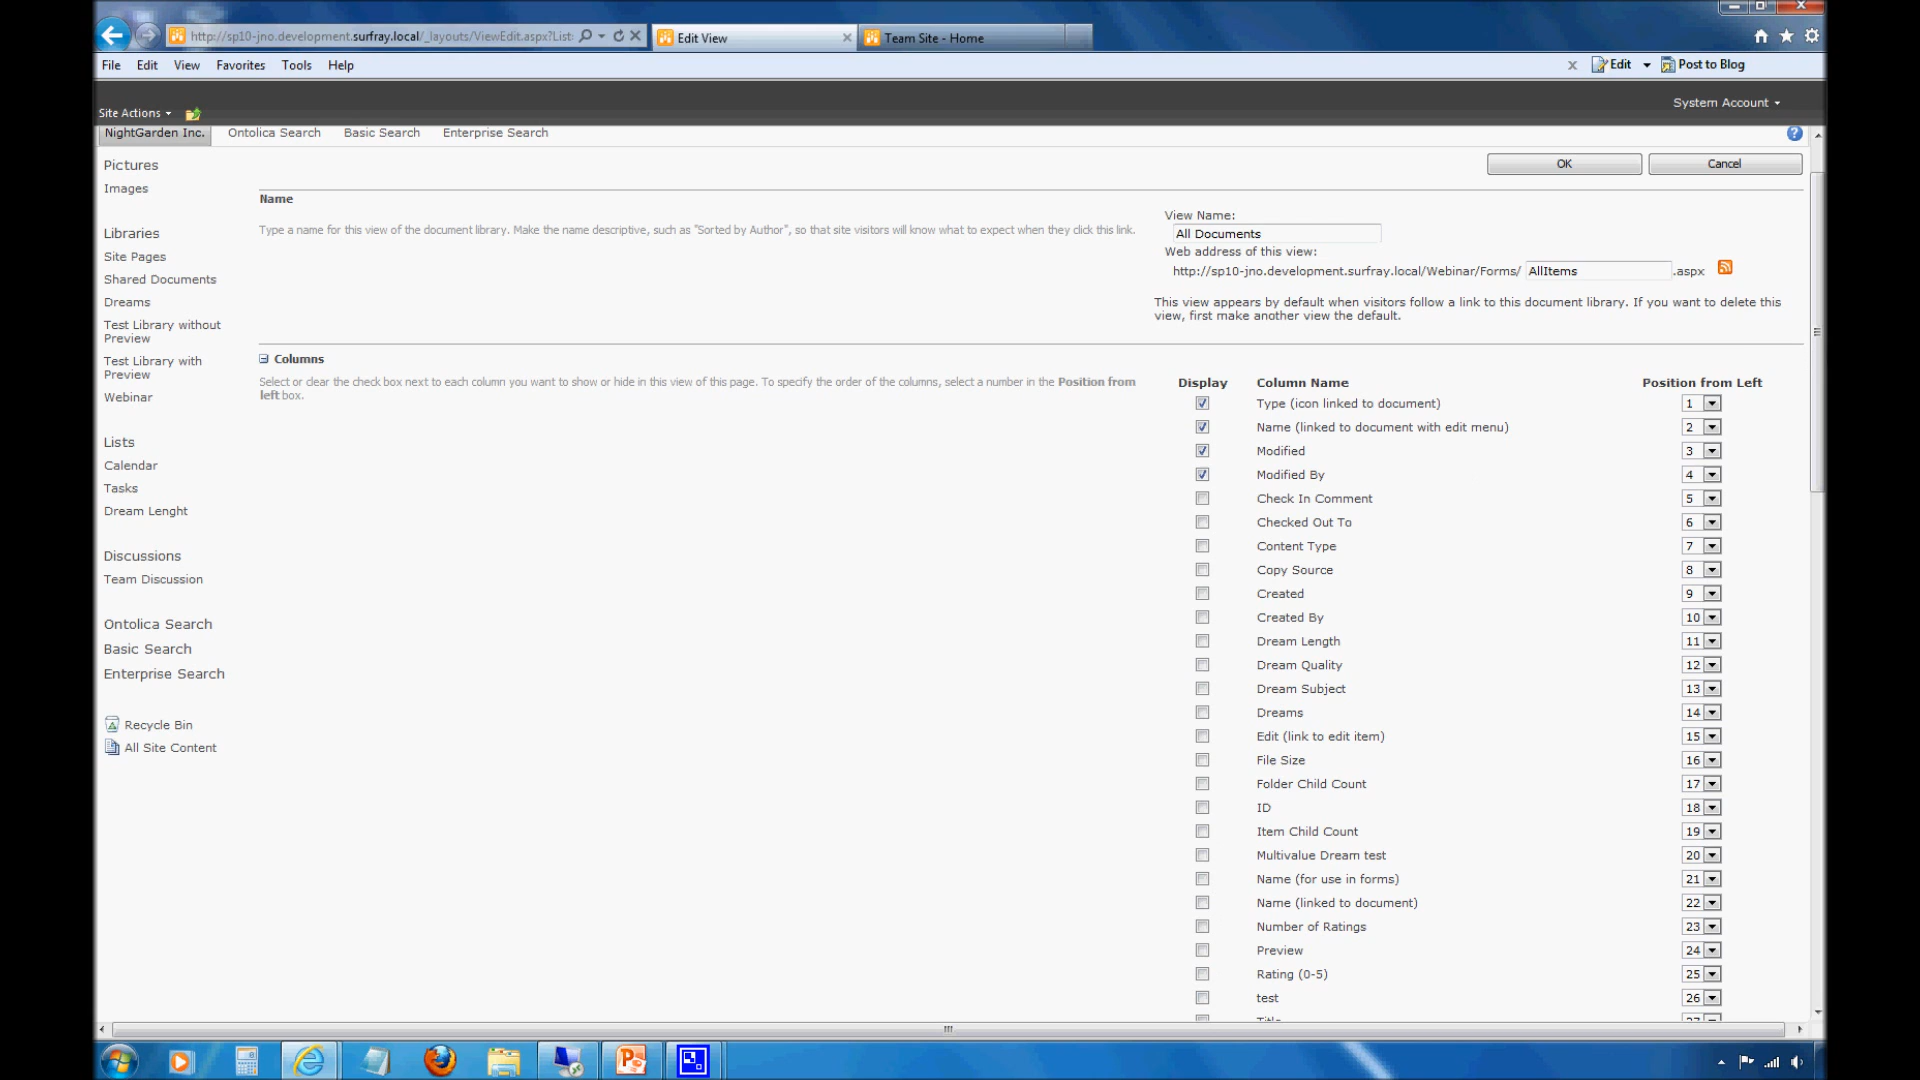 http://sp10-jno.development.surfray.local/_layouts/ViewEdit.aspx?List
Edit View
Team Site - Home
File Edit View Favorites Tools Help
x Edit Post to Blog
System Account
Site Actions
NightGarden Inc. Ontolica Search Basic Search Enterprise Search
OK Cancel
Pictures
Images
Libraries
Site Pages
Shared Documents
Dreams
Test Library without
Preview
Test Library with
Preview
Webinar
Lists
Calendar
Tasks
Dream Lenght
Discussions
Team Discussion
Ontolica Search
Basic Search
Enterprise Search
Recycle Bin
All Site Content
Name
Type a name for this view of the document library. Make the name descriptive, such as "Sorted by Author", so that site visitors will know what to expect when they click this link.
View Name:
All Documents
Web address of this view:
http://sp10-jno.development.surfray.local/Webinar/Forms/ AllItems .aspx
This view appears by default when visitors follow a link to this document library. If you want to delete this
view, first make another view the default.
Columns
Select or clear the check box next to each column you want to show or hide in this view of this page. To specify the order of the columns, select a number in the Position from
left box.
Display Column Name Position from Left
Type (icon linked to document) 1
Name (linked to document with edit menu) 2
Modified 3
Modified By 4
Check In Comment 5
Checked Out To 6
Content Type 7
Copy Source 8
Created 9
Created By 10
Dream Length 11
Dream Quality 12
Dream Subject 13
Dreams 14
Edit (link to edit item) 15
File Size 16
Folder Child Count 17
ID 18
Item Child Count 19
Multivalue Dream test 20
Name (for use in forms) 21
Name (linked to document) 22
Number of Ratings 23
Preview 24
Rating (0-5) 25
test 26
Title 27